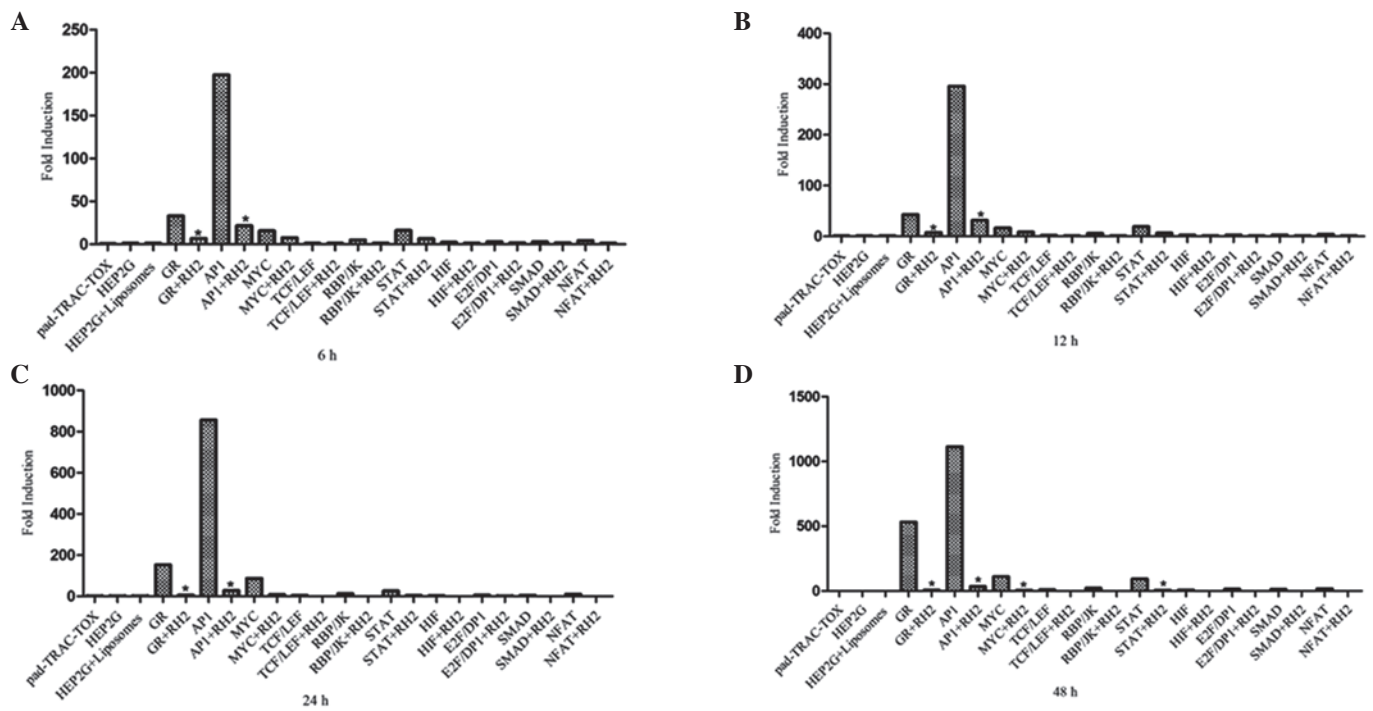 A
250
200
150
100
50
0
Fold Induction
pad-TRAC-TOX
HEP2G
HEP2G+Liposomes
GR
GR+RH2
AP1
AP1+RH2
MYC
MYC+RH2
TCF/LEF
TCF/LEF+RH2
RBP/JK
RBP/JK+RH2
STAT
STAT+RH2
HIF
HIF+RH2
E2F/DP1
E2F/DP1+RH2
SMAD
SMAD+RH2
NFAT
NFAT+RH2
*
*
6 h
B
400
300
200
100
0
Fold Induction
pad-TRAC-TOX
HEP2G
HEP2G+Liposomes
GR
GR+RH2
AP1
AP1+RH2
MYC
MYC+RH2
TCF/LEF
TCF/LEF+RH2
RBP/JK
RBP/JK+RH2
STAT
STAT+RH2
HIF
HIF+RH2
E2F/DP1
E2F/DP1+RH2
SMAD
SMAD+RH2
NFAT
NFAT+RH2
*
*
12 h
C
1000
800
600
400
200
0
Fold Induction
pad-TRAC-TOX
HEP2G
HEP2G+Liposomes
GR
GR+RH2
AP1
AP1+RH2
MYC
MYC+RH2
TCF/LEF
TCF/LEF+RH2
RBP/JK
RBP/JK+RH2
STAT
STAT+RH2
HIF
HIF+RH2
E2F/DP1
E2F/DP1+RH2
SMAD
SMAD+RH2
NFAT
NFAT+RH2
*
*
24 h
D
1500
1000
500
0
Fold Induction
pad-TRAC-TOX
HEP2G
HEP2G+Liposomes
GR
GR+RH2
AP1
AP1+RH2
MYC
MYC+RH2
TCF/LEF
TCF/LEF+RH2
RBP/JK
RBP/JK+RH2
STAT
STAT+RH2
HIF
HIF+RH2
E2F/DP1
E2F/DP1+RH2
SMAD
SMAD+RH2
NFAT
NFAT+RH2
*
*
*
*
48 h